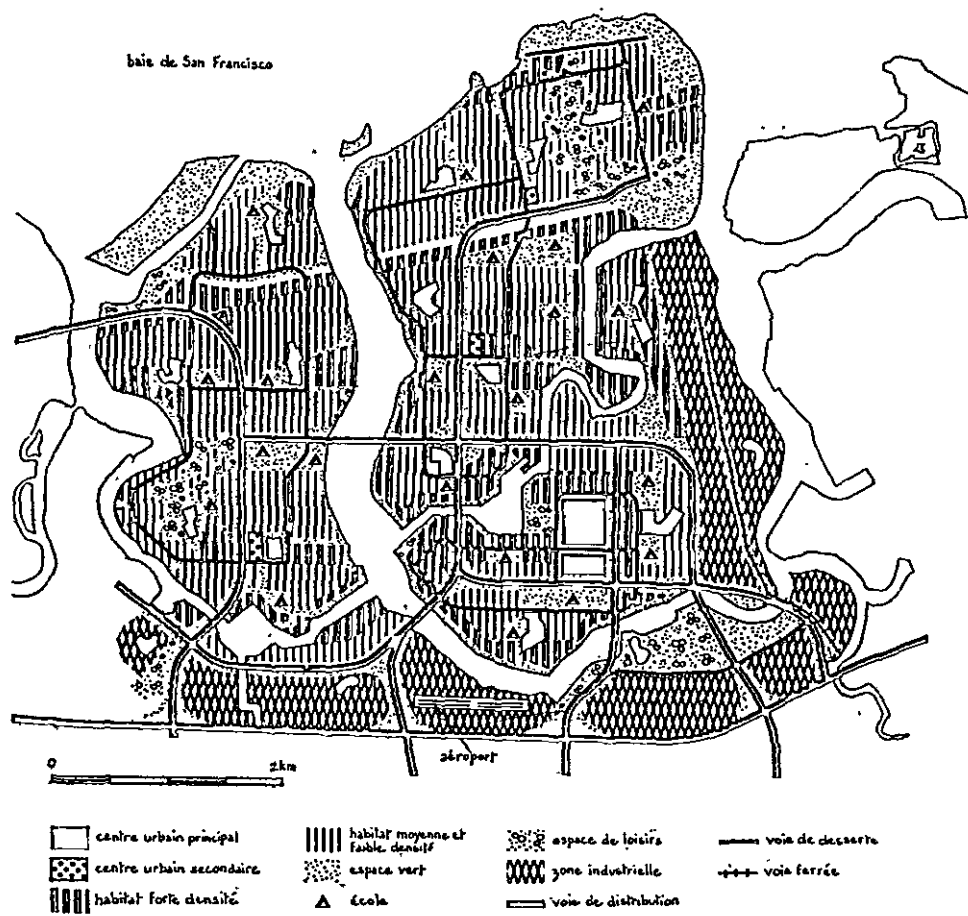 baie de San Francisco
aéroport
0 2km
centre urbain principal
centre urbain secondaire
habitat forte densité
habitat moyenne et
faible densité
espace vert
école
espace de loisirs
zone industrielle
voie de distribution
voie de desserte
voie ferrée